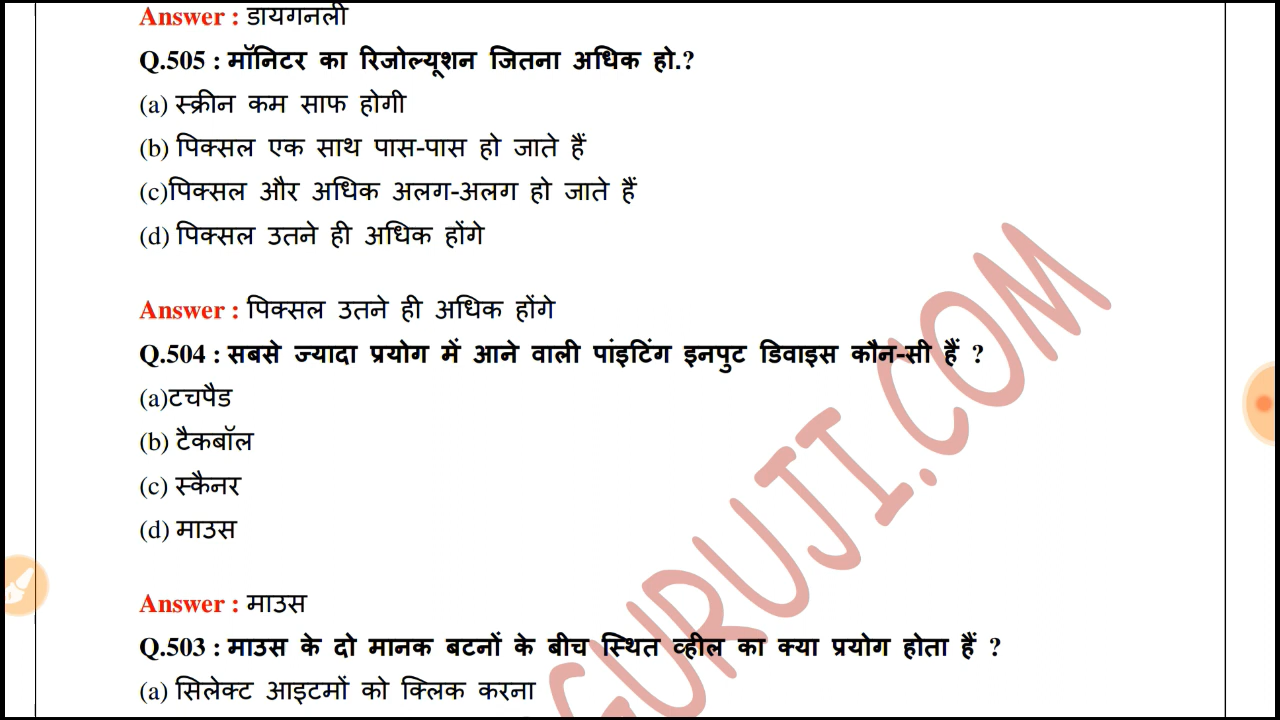 Answer : डायगनली
Q.505 : मॉनिटर का रिजोल्यूशन जितना अधिक हो.?
(a) स्क्रीन कम साफ होगी
(b) पिक्सल एक साथ पास-पास हो जाते हैं
(c)पिक्सल और अधिक अलग-अलग हो जाते हैं
(d) पिक्सल उतने ही अधिक होंगे
Answer : पिक्सल उतने ही अधिक होंगे
Q.504 : सबसे ज्यादा प्रयोग में आने वाली पांइटिंग इनपुट डिवाइस कौन-सी हैं ?
(a)टचपैड
(b) टैकबॉल
(c) स्कैनर
(d) माउस
Answer : माउस
Q.503 : माउस के दो मानक बटनों के बीच स्थित व्हील का क्या प्रयोग होता हैं ?
(a) सिलेक्ट आइटमों को क्लिक करना
GURUJI.COM